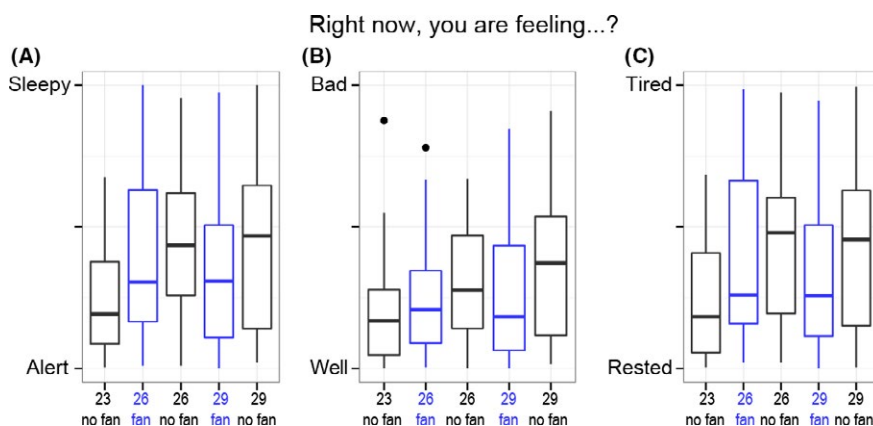 Right now, you are feeling...?
(A)
Sleepy
Alert
23 26 26 29 29
no fan fan no fan fan no fan
(B)
Bad
Well
23 26 26 29 29
no fan fan no fan fan no fan
(C)
Tired
Rested
23 26 26 29 29
no fan fan no fan fan no fan